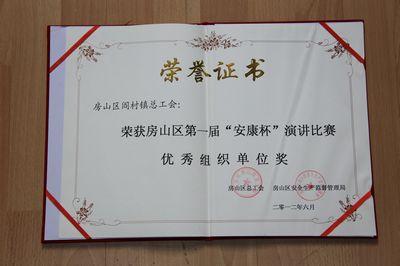 荣誉证书
房山区阎村镇总工会：
荣获房山区第一届“安康杯”演讲比赛
优秀组织单位奖
房山区总工会 房山区安全生产监督管理局
二零一二年六月